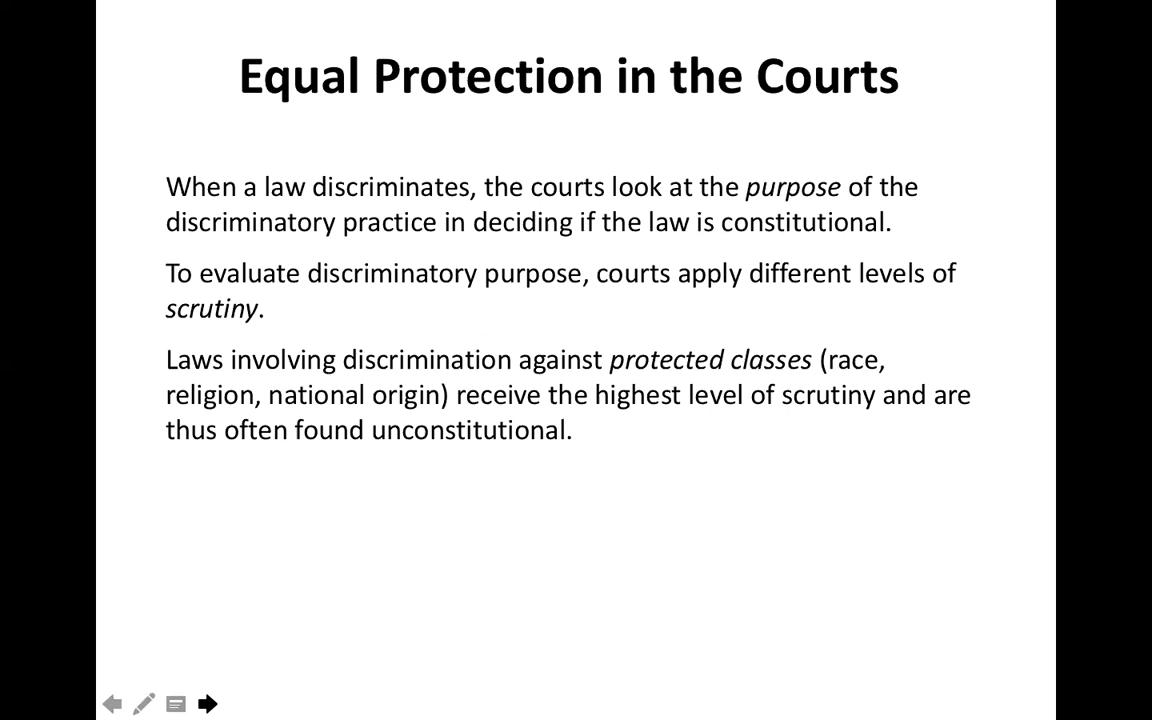 Equal Protection in the Courts
When a law discriminates, the courts look at the purpose of the
discriminatory practice in deciding if the law is constitutional.
To evaluate discriminatory purpose, courts apply different levels of
scrutiny.
Laws involving discrimination against protected classes (race,
religion, national origin) receive the highest level of scrutiny and are
thus often found unconstitutional.